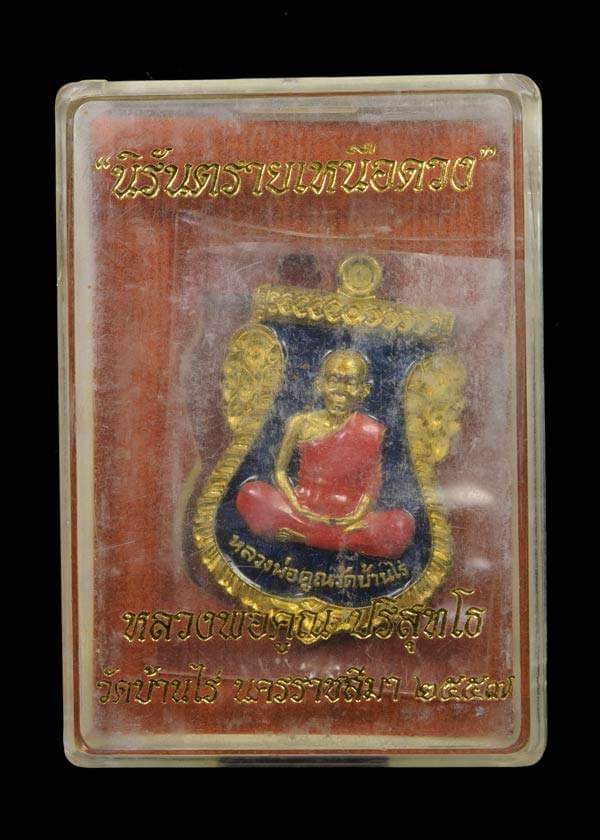 “นิรันตรายเหนือดวง”
หลวงพ่อคูณวัดบ้านไร่
หลวงพ่อคูณ ปริสุทโธ
วัดบ้านไร่ นครราชสีมา ๒๕๕๗